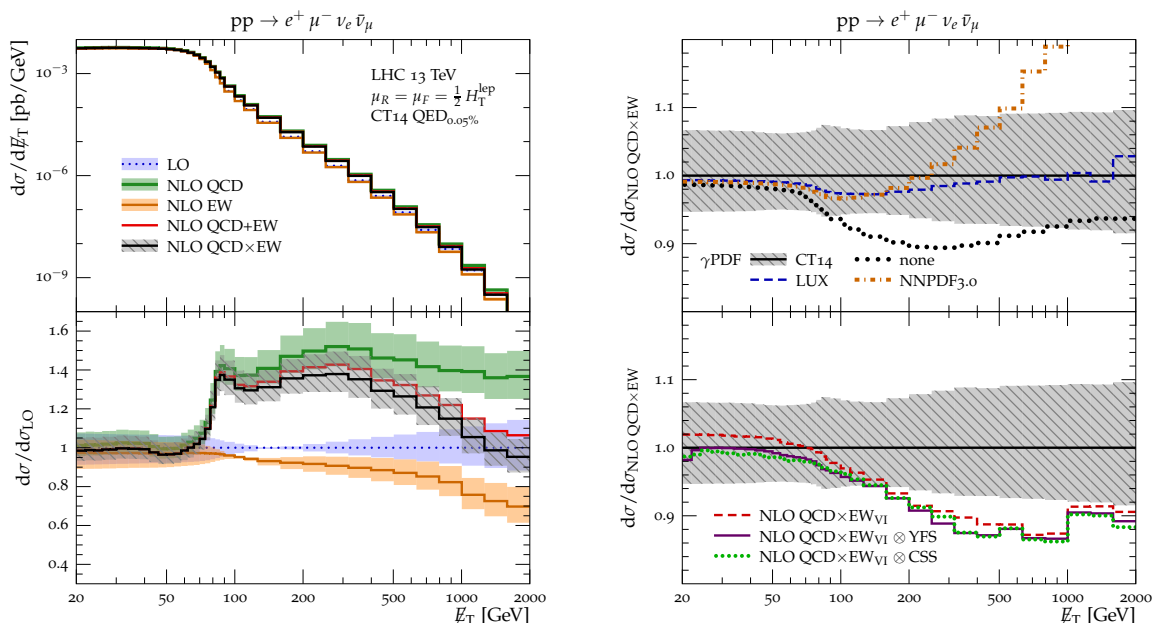 pp → e⁺ μ⁻ νₑ ν̄_μ
dσ/dE̸_T [pb/GeV]
10⁻³
10⁻⁶
10⁻⁹
LHC 13 TeV
μ_R = μ_F = ½ H_T^lep
CT14 QED_0.05%
LO
NLO QCD
NLO EW
NLO QCD+EW
NLO QCD×EW
dσ/dσ_LO
1.6
1.4
1.2
1
0.8
0.6
0.4
20 50 100 200 500 1000 2000
E̸_T [GeV]
pp → e⁺ μ⁻ νₑ ν̄_μ
dσ/dσ_NLO QCD×EW
1.1
1.0
0.9
γPDF CT14 none
LUX NNPDF3.0
dσ/dσ_NLO QCD×EW
1.1
1.0
0.9
NLO QCD×EW_VI
NLO QCD×EW_VI ⊗ YFS
NLO QCD×EW_VI ⊗ CSS
20 50 100 200 500 1000 2000
E̸_T [GeV]